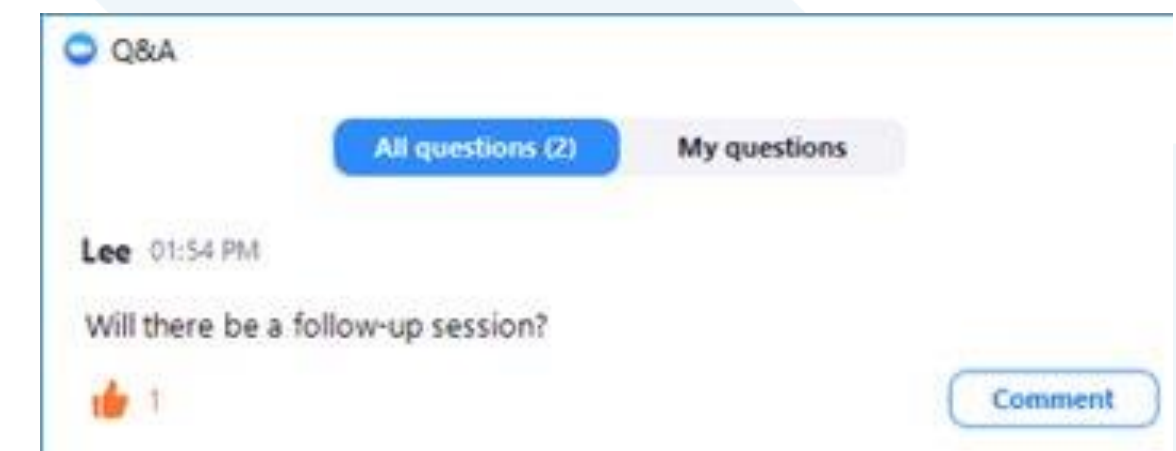 Q&A
All questions (2) My questions
Lee 01:54 PM
Will there be a follow-up session?
1 Comment